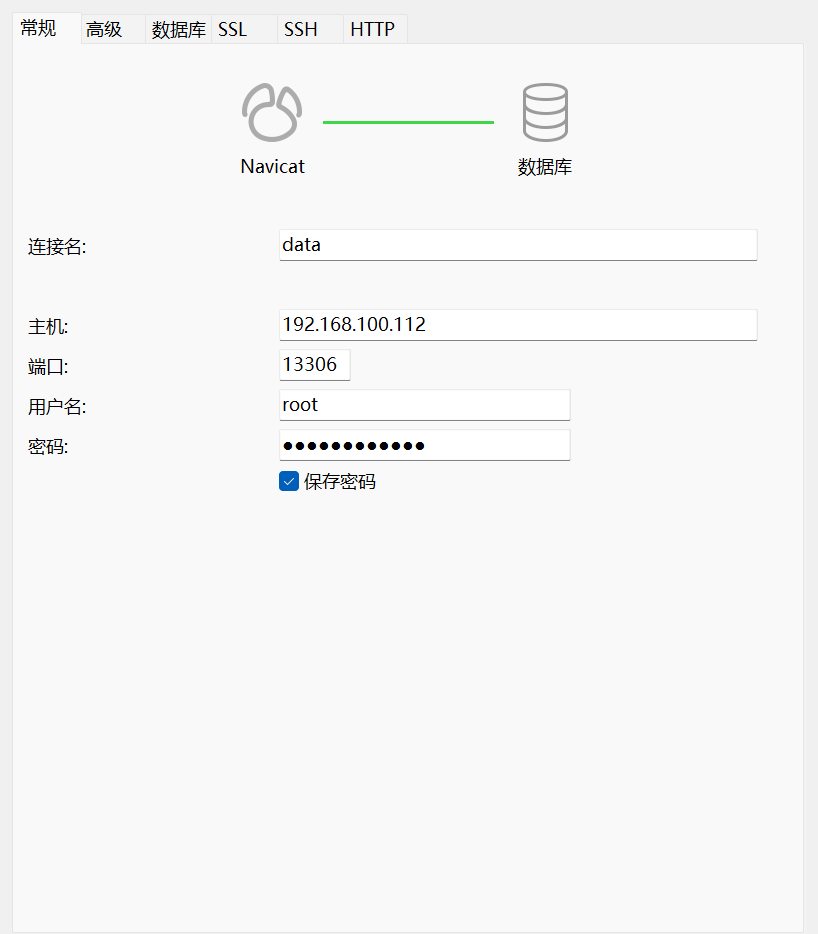 常规 高级 数据库 SSL SSH HTTP
Navicat 数据库
连接名: data
主机: 192.168.100.112
端口: 13306
用户名: root
密码: ●●●●●●●●●●●●
保存密码